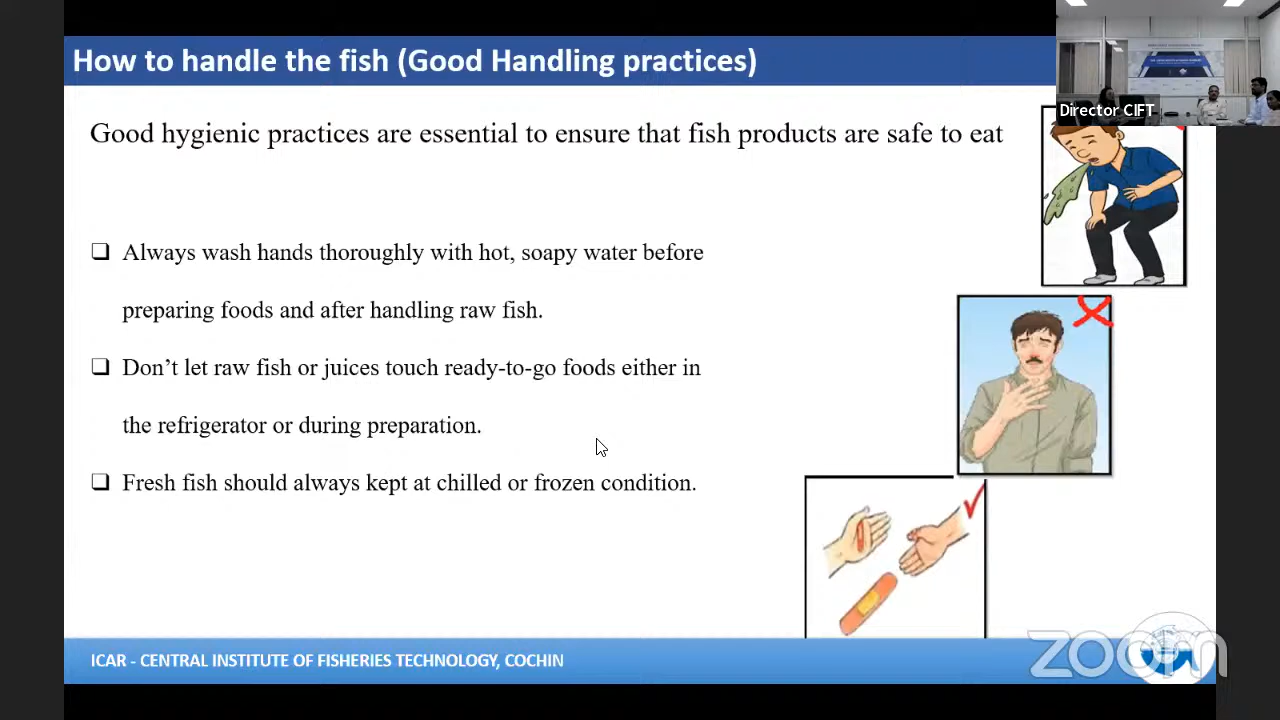 How to handle the fish (Good Handling practices)
Director CIFT
Good hygienic practices are essential to ensure that fish products are safe to eat
Always wash hands thoroughly with hot, soapy water before
preparing foods and after handling raw fish.
Don’t let raw fish or juices touch ready-to-go foods either in
the refrigerator or during preparation.
Fresh fish should always kept at chilled or frozen condition.
ICAR - CENTRAL INSTITUTE OF FISHERIES TECHNOLOGY, COCHIN
zoom